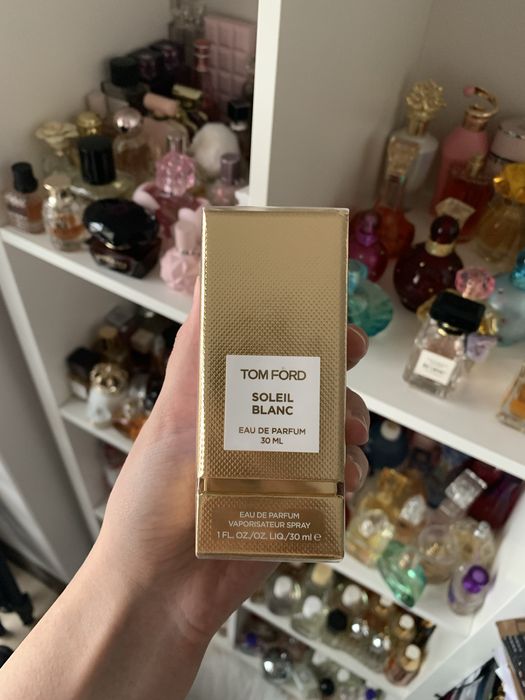 TOM FORD
SOLEIL
BLANC
EAU DE PARFUM
30 ML
EAU DE PARFUM
VAPORISATEUR SPRAY
1 FL. OZ./OZ. LIQ./30 ml e